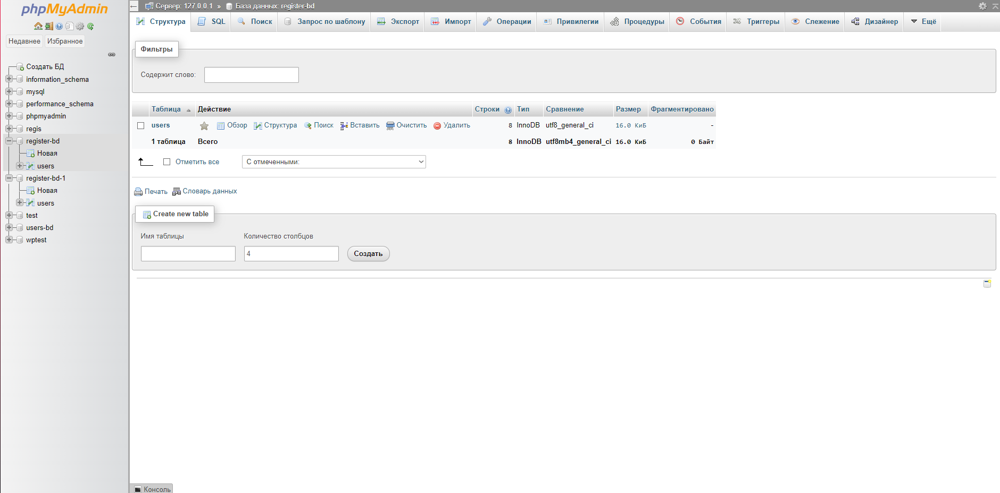 phpMyAdmin
Недавнее Избранное
Создать БД
information_schema
mysql
performance_schema
phpmyadmin
regis
register-bd
Новая
users
register-bd-1
Новая
users
test
users-bd
wptest
← Сервер: 127.0.0.1 » База данных: register-bd
Структура SQL Поиск Запрос по шаблону Экспорт Импорт Операции Привилегии Процедуры События Триггеры Слежение Дизайнер Ещё
Фильтры
Содержит слово:
Таблица Действие Строки Тип Сравнение Размер Фрагментировано
users Обзор Структура Поиск Вставить Очистить Удалить 8 InnoDB utf8_general_ci 16.0 КиБ -
1 таблица Всего 8 InnoDB utf8mb4_general_ci 16.0 КиБ 0 Байт
Отметить все С отмеченными:
Печать Словарь данных
Create new table
Имя таблицы Количество столбцов
4 Создать
Консоль